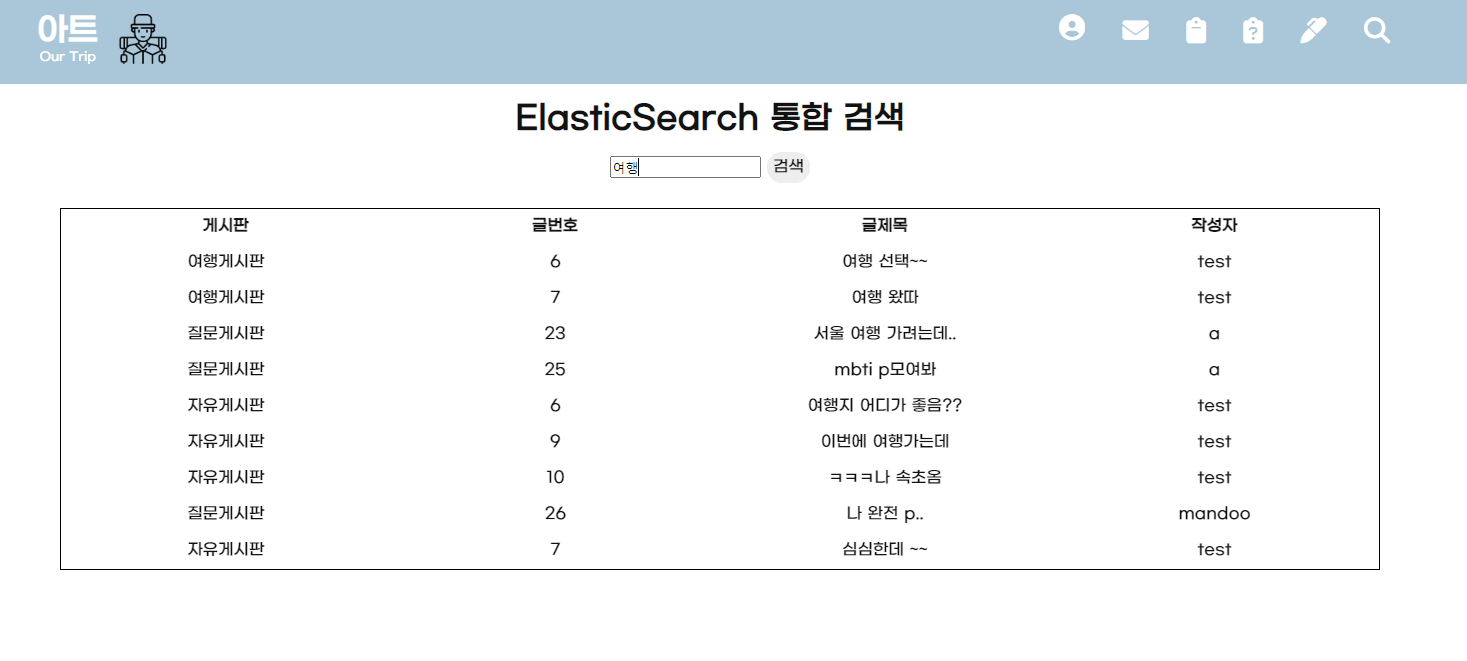 아트
Our Trip
ElasticSearch 통합 검색
여행 검색
게시판 글번호 글제목 작성자
여행게시판 6 여행 선택~~ test
여행게시판 7 여행 왔따 test
질문게시판 23 서울 여행 가려는데.. a
질문게시판 25 mbti p모여봐 a
자유게시판 6 여행지 어디가 좋음?? test
자유게시판 9 이번에 여행가는데 test
자유게시판 10 ㅋㅋㅋ나 속초옴 test
질문게시판 26 나 완전 p.. mandoo
자유게시판 7 심심한데 ~~ test